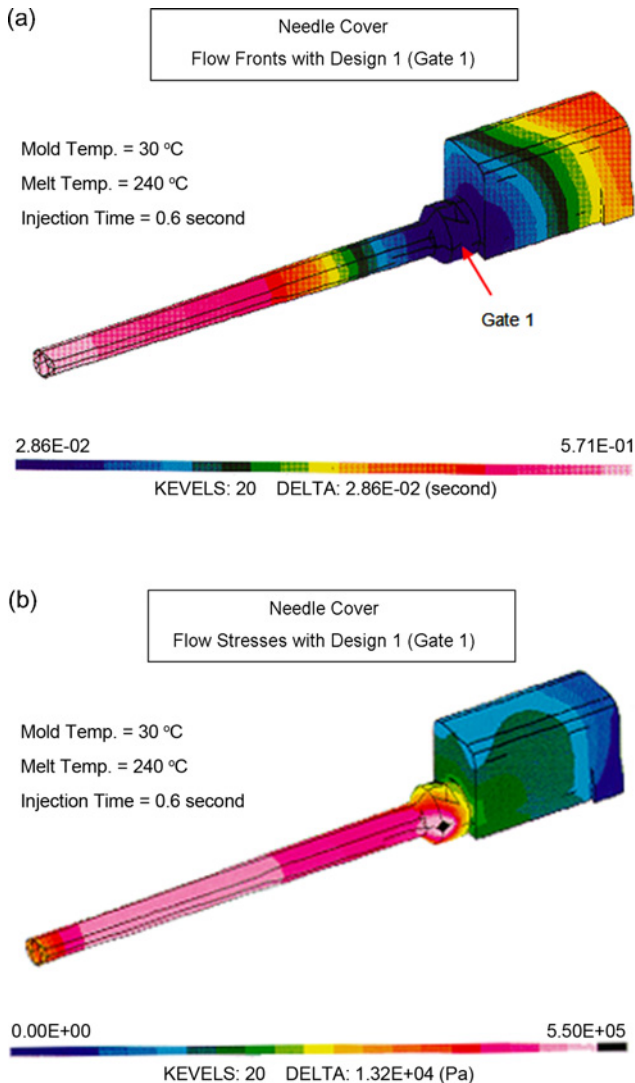 (a)
Needle Cover
Flow Fronts with Design 1 (Gate 1)
Mold Temp. = 30 °C
Melt Temp. = 240 °C
Injection Time = 0.6 second
Gate 1
2.86E-02 5.71E-01
KEVELS: 20 DELTA: 2.86E-02 (second)
(b)
Needle Cover
Flow Stresses with Design 1 (Gate 1)
Mold Temp. = 30 °C
Melt Temp. = 240 °C
Injection Time = 0.6 second
0.00E+00 5.50E+05
KEVELS: 20 DELTA: 1.32E+04 (Pa)